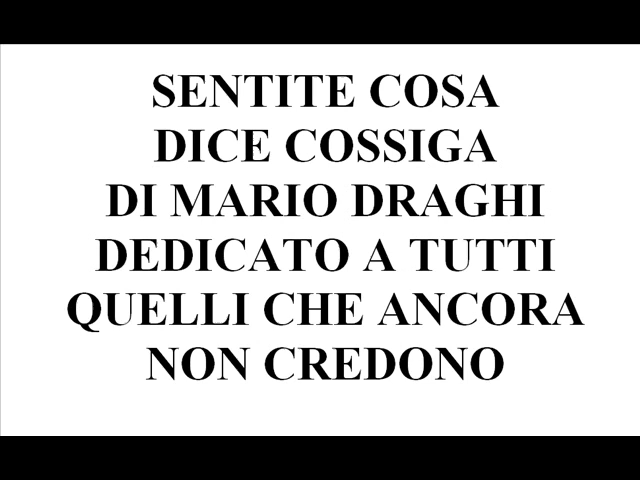 SENTITE COSA
DICE COSSIGA
DI MARIO DRAGHI
DEDICATO A TUTTI
QUELLI CHE ANCORA
NON CREDONO